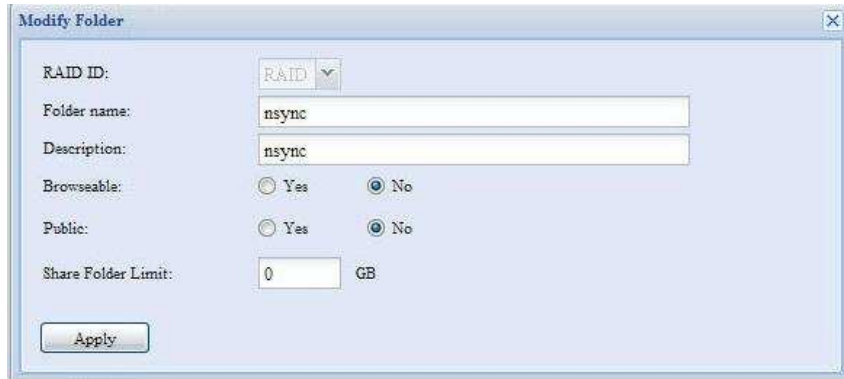 Modify Folder
RAID ID: RAID
Folder name: nsync
Description: nsync
Browseable: Yes No
Public: Yes No
Share Folder Limit: 0 GB
Apply